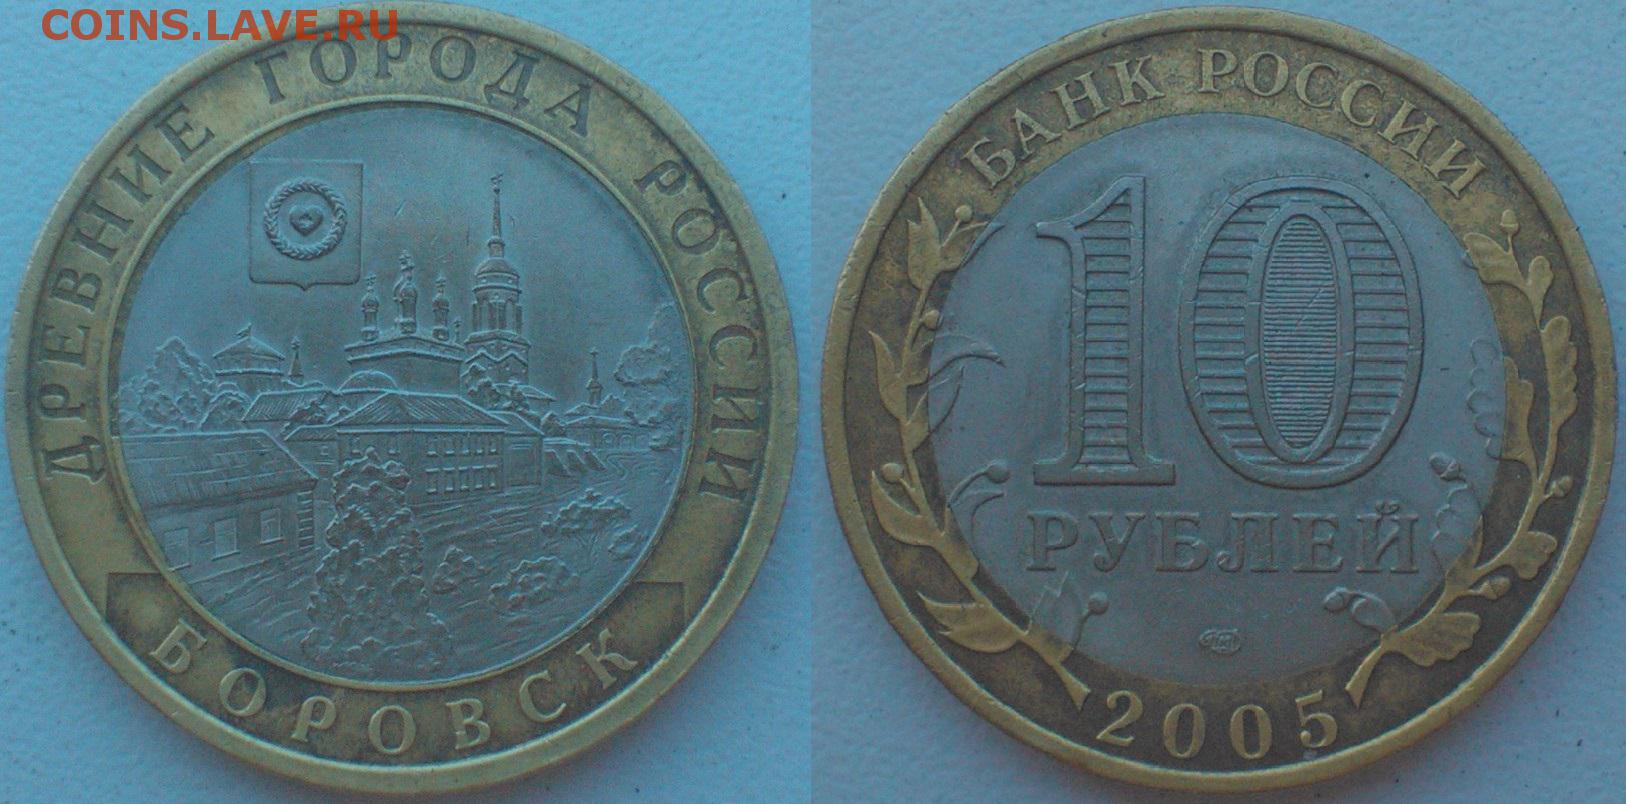 COINS.LAVE.RU
ДРЕВНИЕ ГОРОДА РОССИИ
БОРОВСК
БАНК РОССИИ
10
РУБЛЕЙ
2005